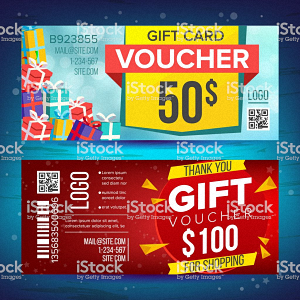 GIFT CARD
B923855
MAIL@SITE.COM
1-234-567
SITE.COM
VOUCHER
50$
LOGO
THANK YOU
GIFT
VOUCHER
$100
FOR SHOPPING
LOGO
MAIL@SITE.COM
1-234-567
SITE.COM
iStock
by Getty Images